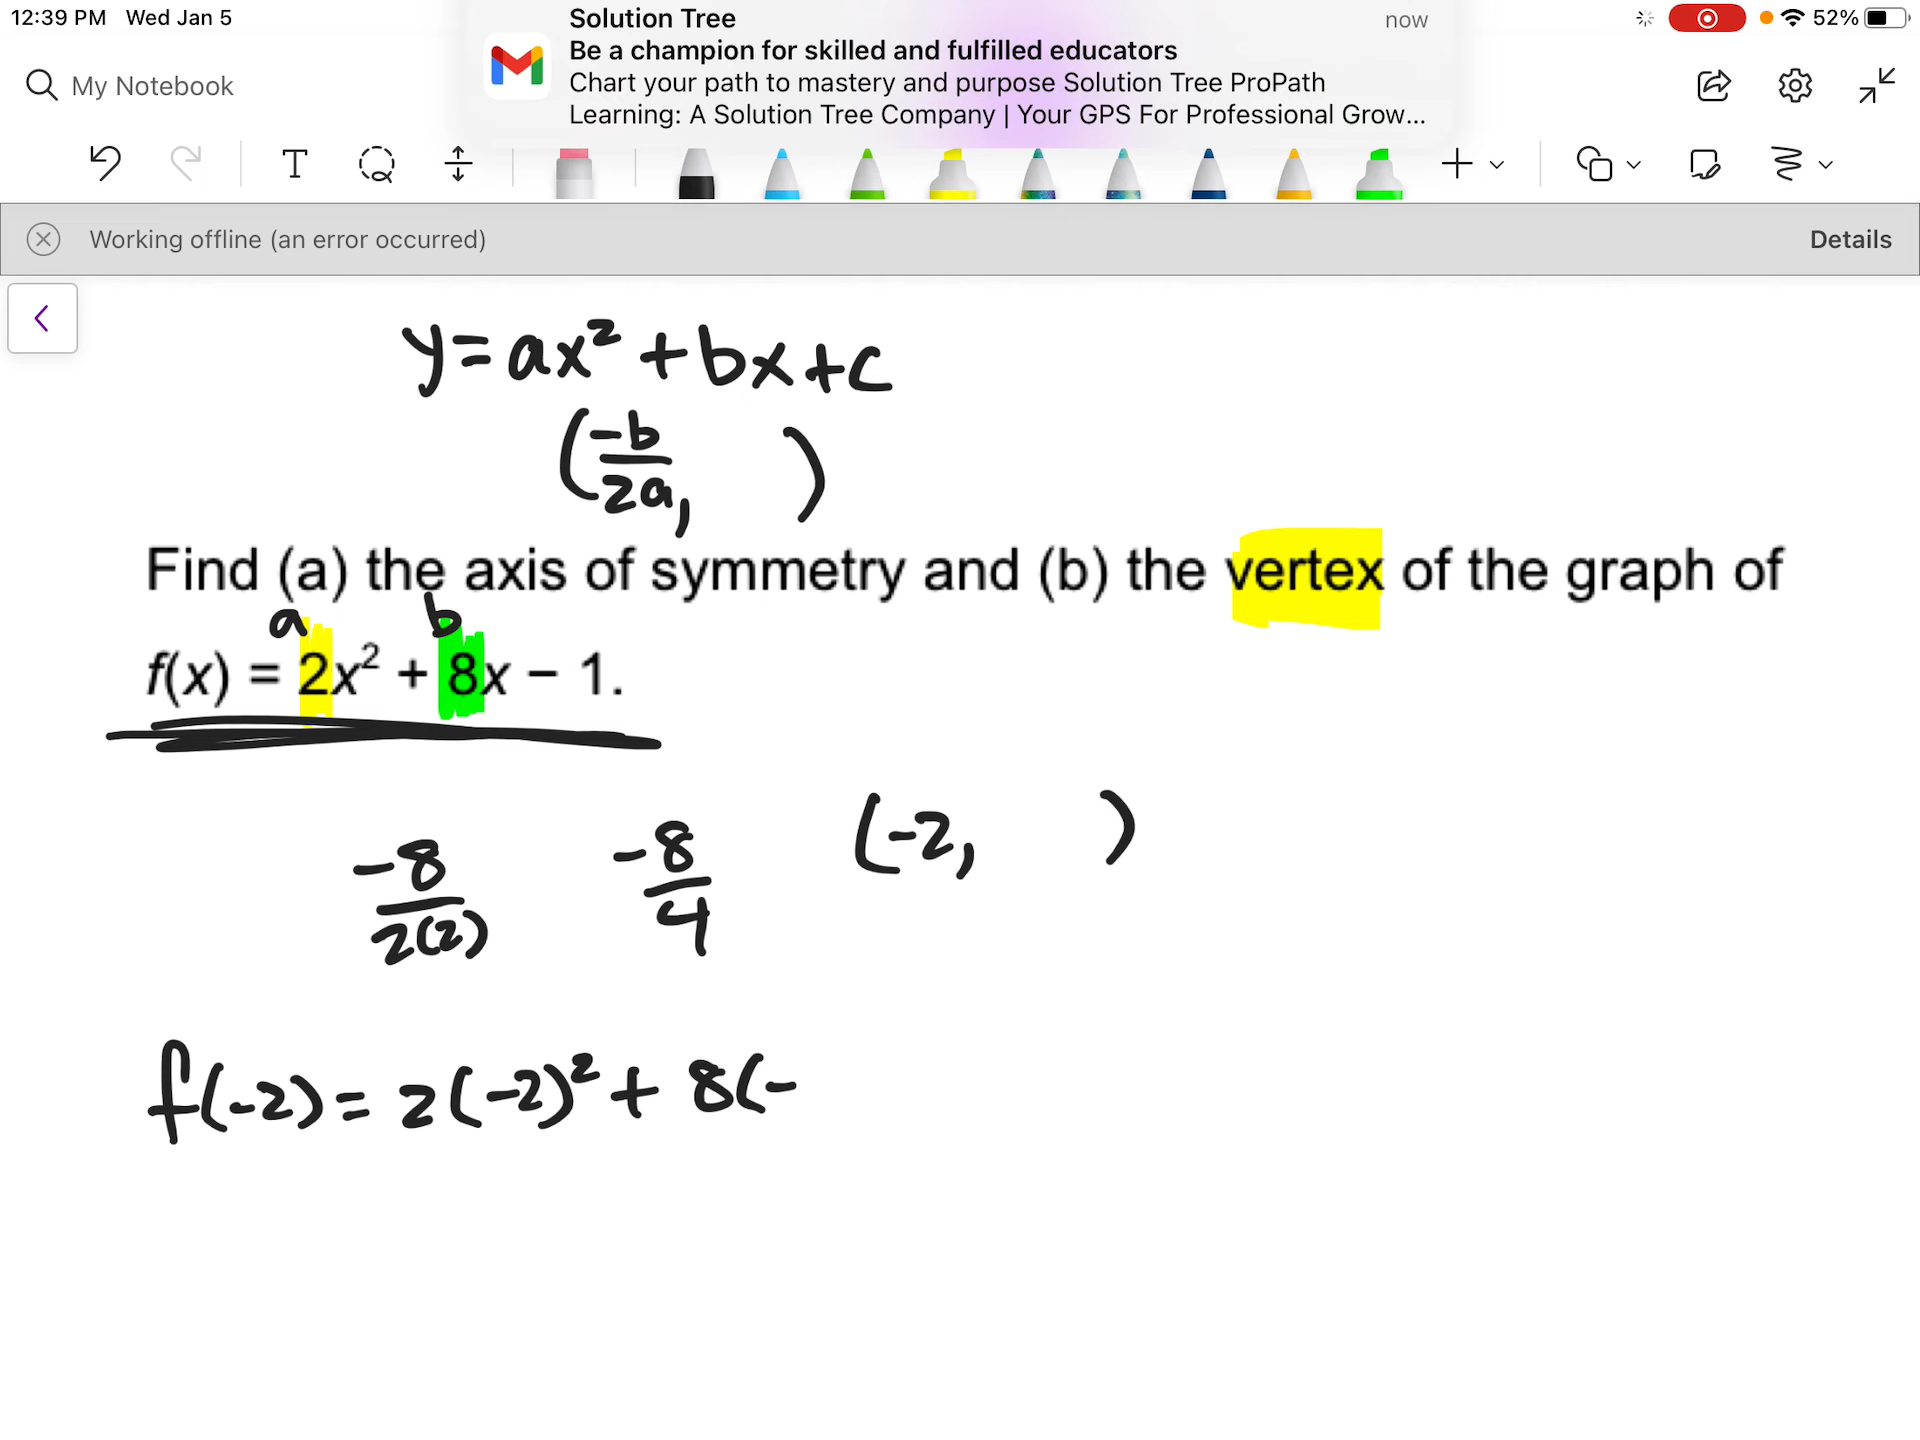 12:39 PM Wed Jan 5
Solution Tree
now
52%
Be a champion for skilled and fulfilled educators
Chart your path to mastery and purpose Solution Tree ProPath
Learning: A Solution Tree Company | Your GPS For Professional Grow...
My Notebook
T
Working offline (an error occurred)
Details
y=ax²+bx+c
(-b/2a, )
Find (a) the axis of symmetry and (b) the vertex of the graph of
a b
f(x) = 2x² + 8x – 1.
-8/2(2) -8/4 (-2, )
f(-2)=2(-2)²+ 8(-